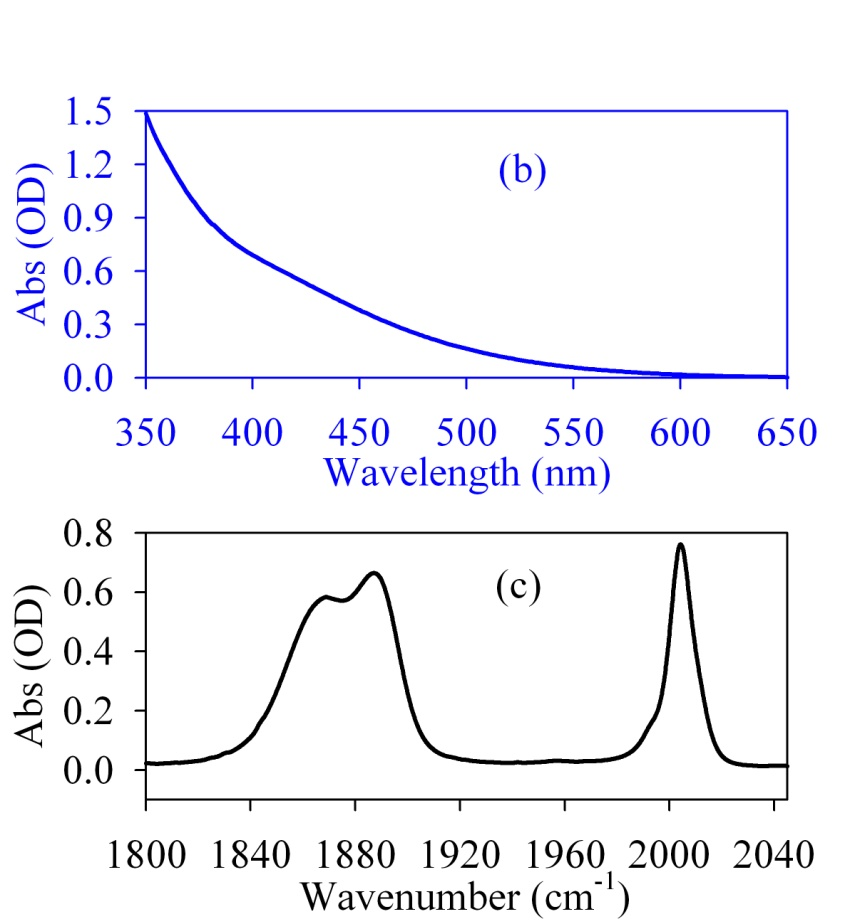 (b)
Abs (OD)
1.5
1.2
0.9
0.6
0.3
0.0
350 400 450 500 550 600 650
Wavelength (nm)
(c)
Abs (OD)
0.8
0.6
0.4
0.2
0.0
1800 1840 1880 1920 1960 2000 2040
Wavenumber (cm⁻¹)